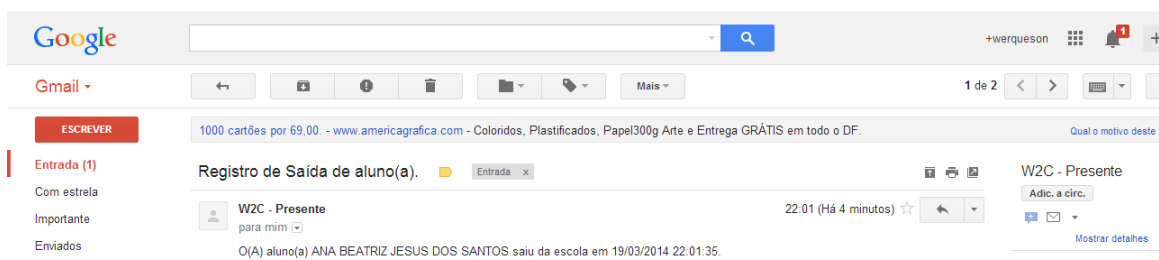 Google
+werqueson
1
Gmail
Mais
1 de 2
ESCREVER
1000 cartões por 69,00. - www.americagrafica.com - Coloridos, Plastificados, Papel300g Arte e Entrega GRÁTIS em todo o DF.
Qual o motivo deste
Entrada (1)
Registro de Saída de aluno(a).
Entrada x
W2C - Presente
Com estrela
Adic. a circ.
W2C - Presente
22:01 (Há 4 minutos)
Importante
para mim
Mostrar detalhes
Enviados
O(A) aluno(a) ANA BEATRIZ JESUS DOS SANTOS saiu da escola em 19/03/2014 22:01:35.